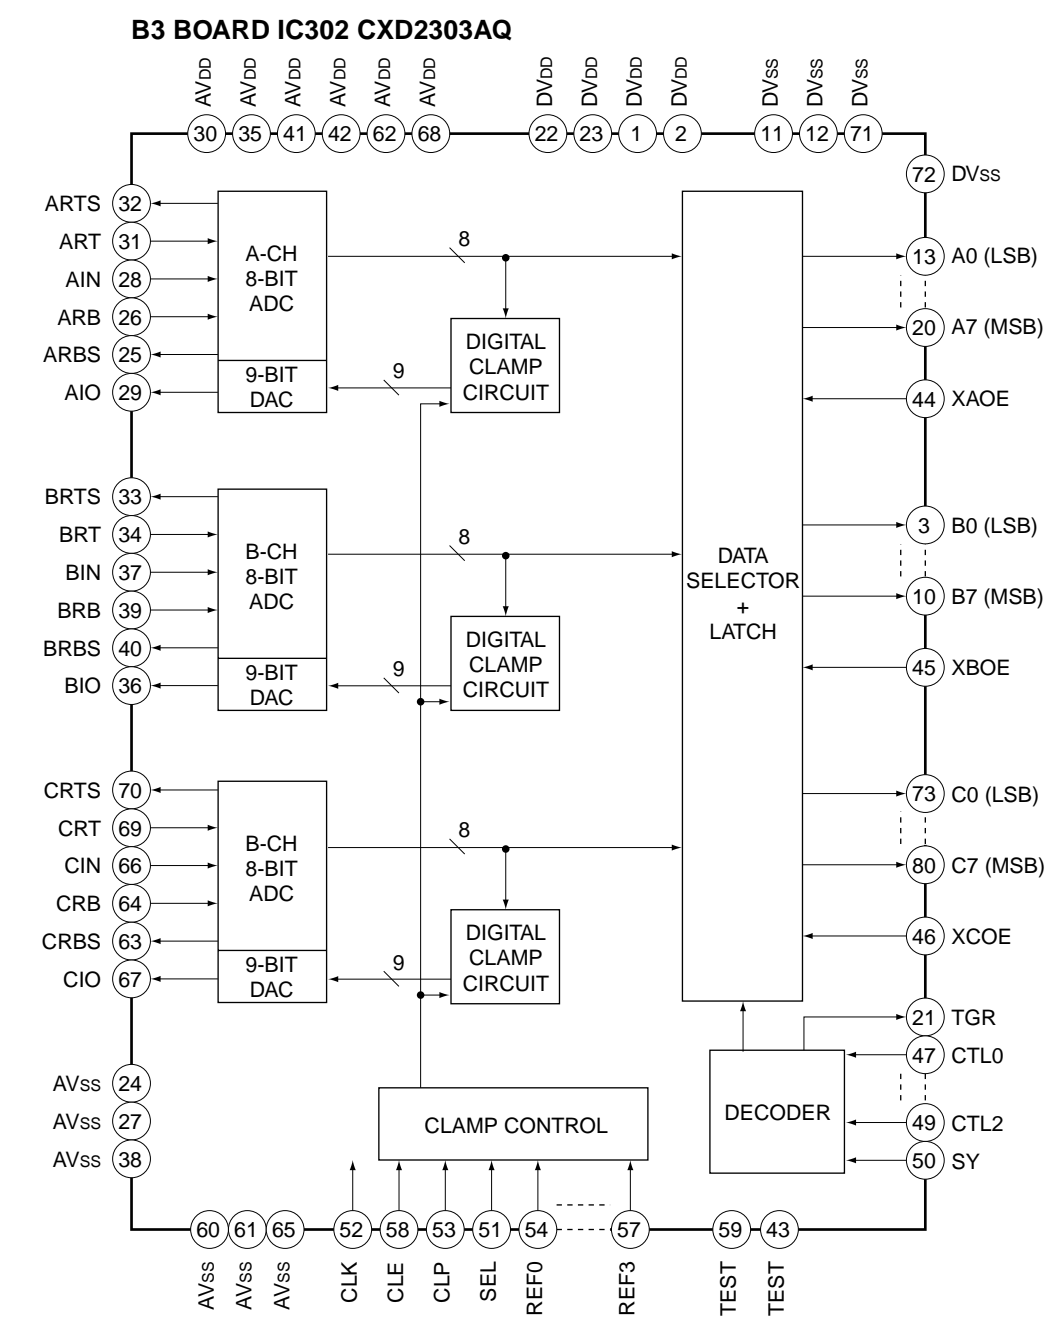 B3 BOARD IC302 CXD2303AQ
AVDD AVDD AVDD AVDD AVDD AVDD DVDD DVDD DVDD DVDD DVSS DVSS DVSS
30 35 41 42 62 68 22 23 1 2 11 12 71
72 DVSS
ARTS 32
ART 31
AIN 28
ARB 26
ARBS 25
AIO 29
A-CH
8-BIT
ADC
9-BIT
DAC
8
9
DIGITAL
CLAMP
CIRCUIT
13 A0 (LSB)
20 A7 (MSB)
44 XAOE
BRTS 33
BRT 34
BIN 37
BRB 39
BRBS 40
BIO 36
B-CH
8-BIT
ADC
9-BIT
DAC
8
9
DIGITAL
CLAMP
CIRCUIT
DATA
SELECTOR
+
LATCH
3 B0 (LSB)
10 B7 (MSB)
45 XBOE
CRTS 70
CRT 69
CIN 66
CRB 64
CRBS 63
CIO 67
B-CH
8-BIT
ADC
9-BIT
DAC
8
9
DIGITAL
CLAMP
CIRCUIT
73 C0 (LSB)
80 C7 (MSB)
46 XCOE
21 TGR
47 CTL0
49 CTL2
50 SY
DECODER
CLAMP CONTROL
AVSS 24
AVSS 27
AVSS 38
60 61 65 52 58 53 51 54 57 59 43
AVSS AVSS AVSS CLK CLE CLP SEL REF0 REF3 TEST TEST